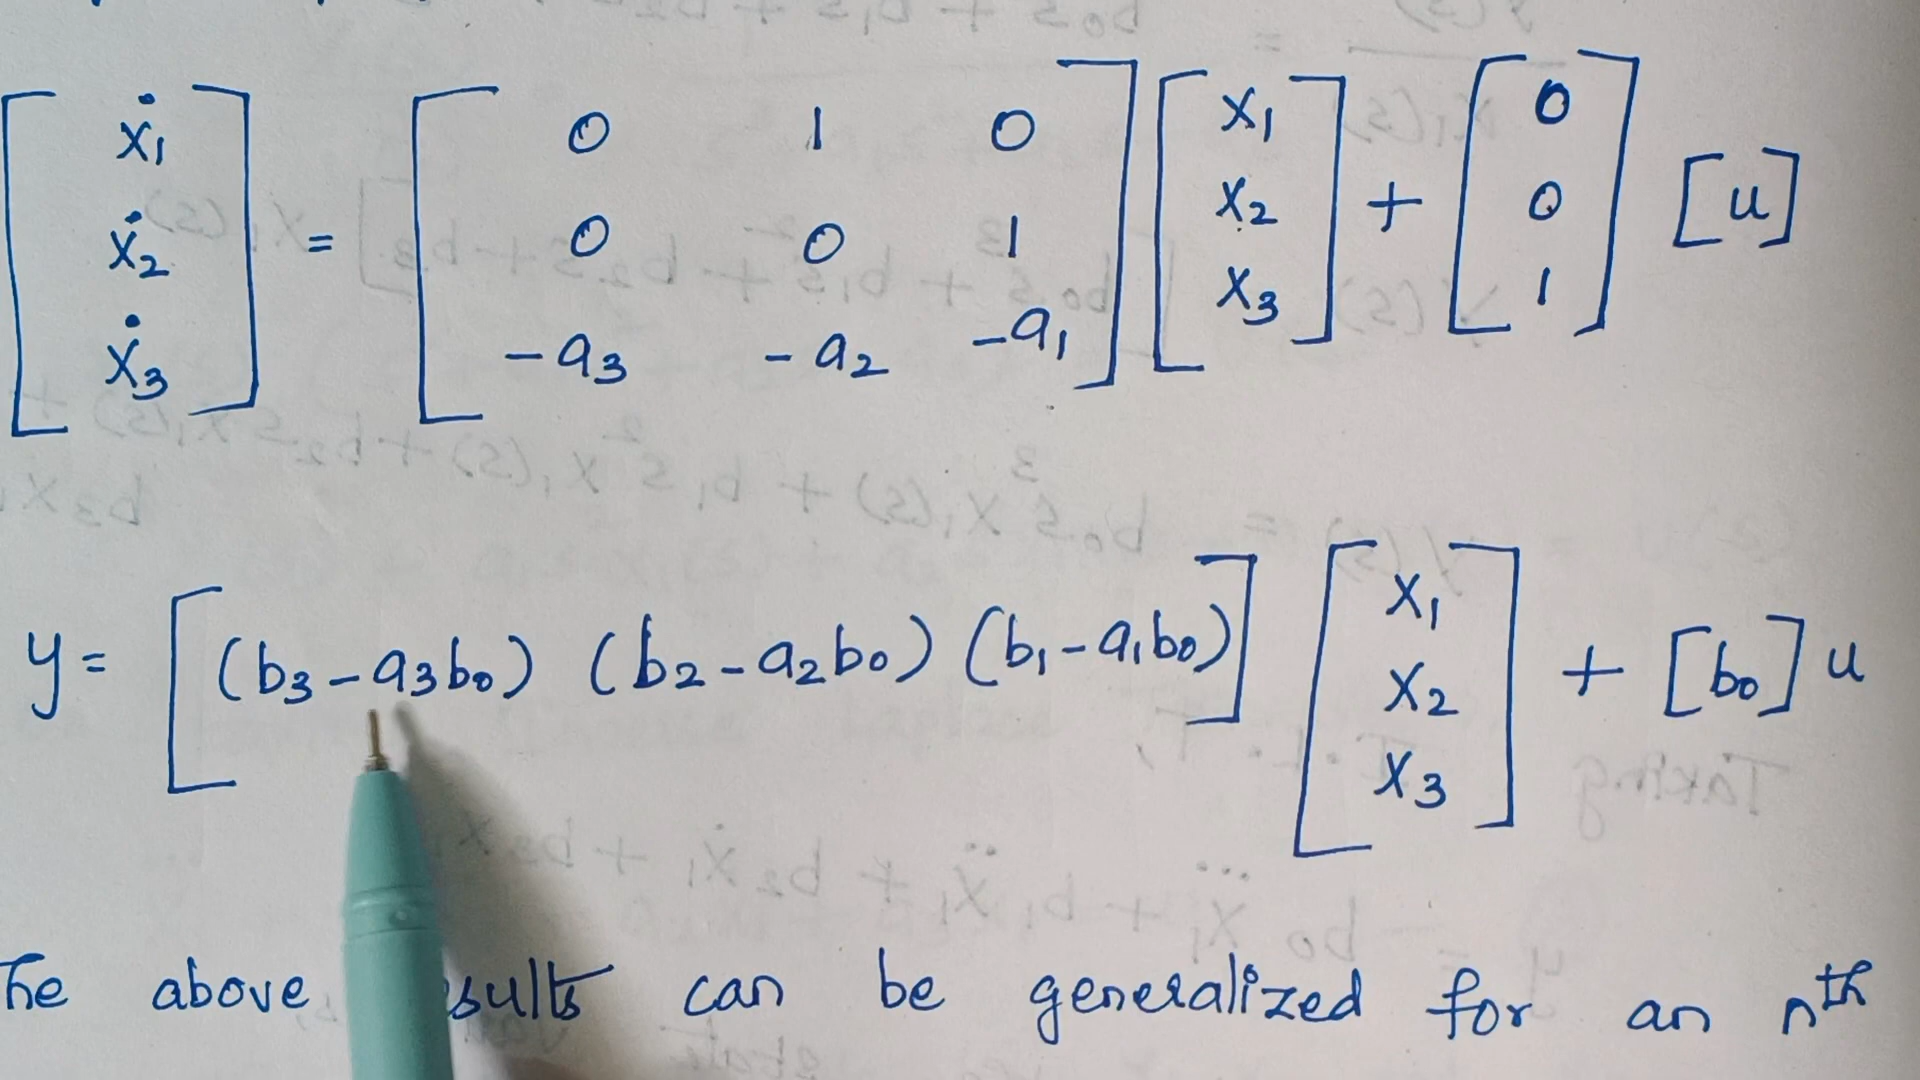 [ẋ1 ẋ2 ẋ3] = [0 1 0; 0 0 1; -a3 -a2 -a1] [x1 x2 x3] + [0 0 1] [u]
y = [(b3-a3b0) (b2-a2b0) (b1-a1b0)] [x1 x2 x3] + [b0] u
above can be generalized for an nth